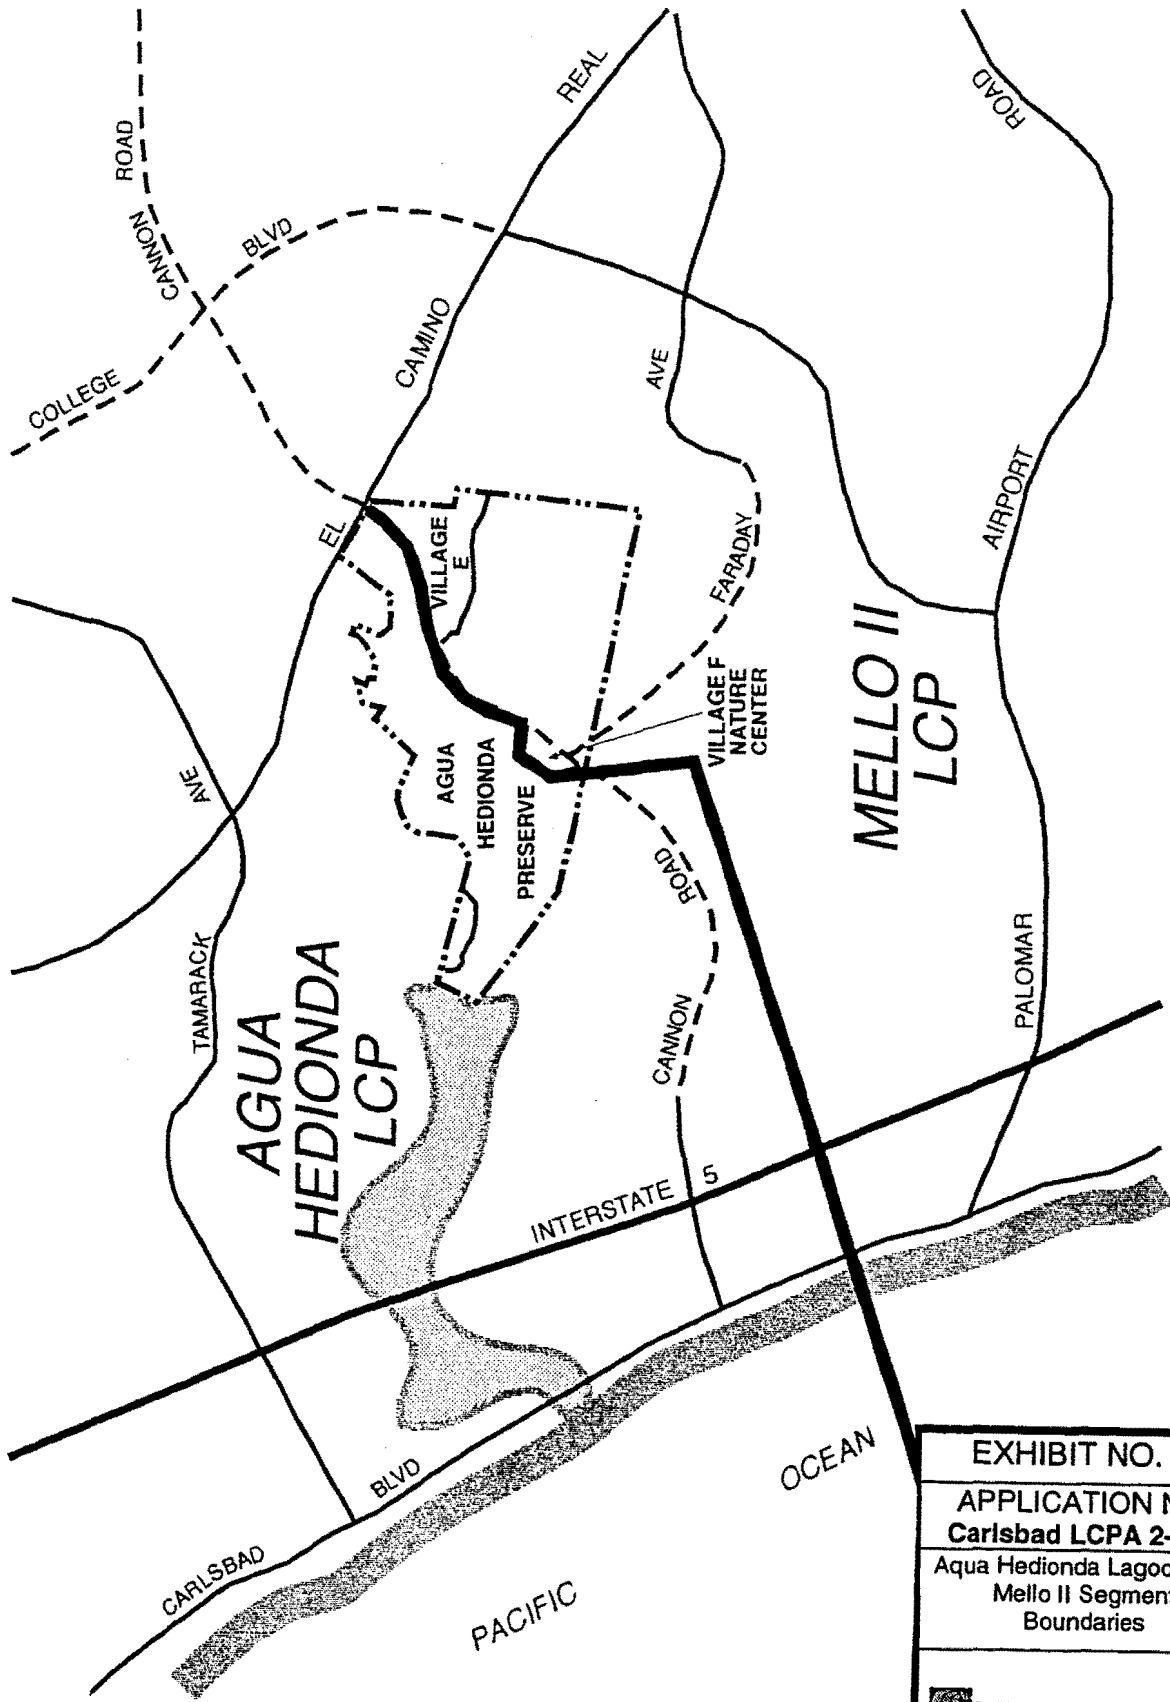 ROAD
CANNON
COLLEGE
BLVD
EL
CAMINO
REAL
ROAD
AIRPORT
PALOMAR
AVE
FARADAY
VILLAGE
E
VILLAGE F
NATURE
CENTER
AGUA
HEDIONDA
PRESERVE
MELLO II
LCP
AVE
TAMARACK
AGUA
HEDIONDA
LCP
ROAD
CANNON
INTERSTATE 5
CARLSBAD
BLVD
PACIFIC
OCEAN
EXHIBIT NO.
APPLICATION
Carlsbad LCPA 2-
Aqua Hedionda
Mello II
Boundaries